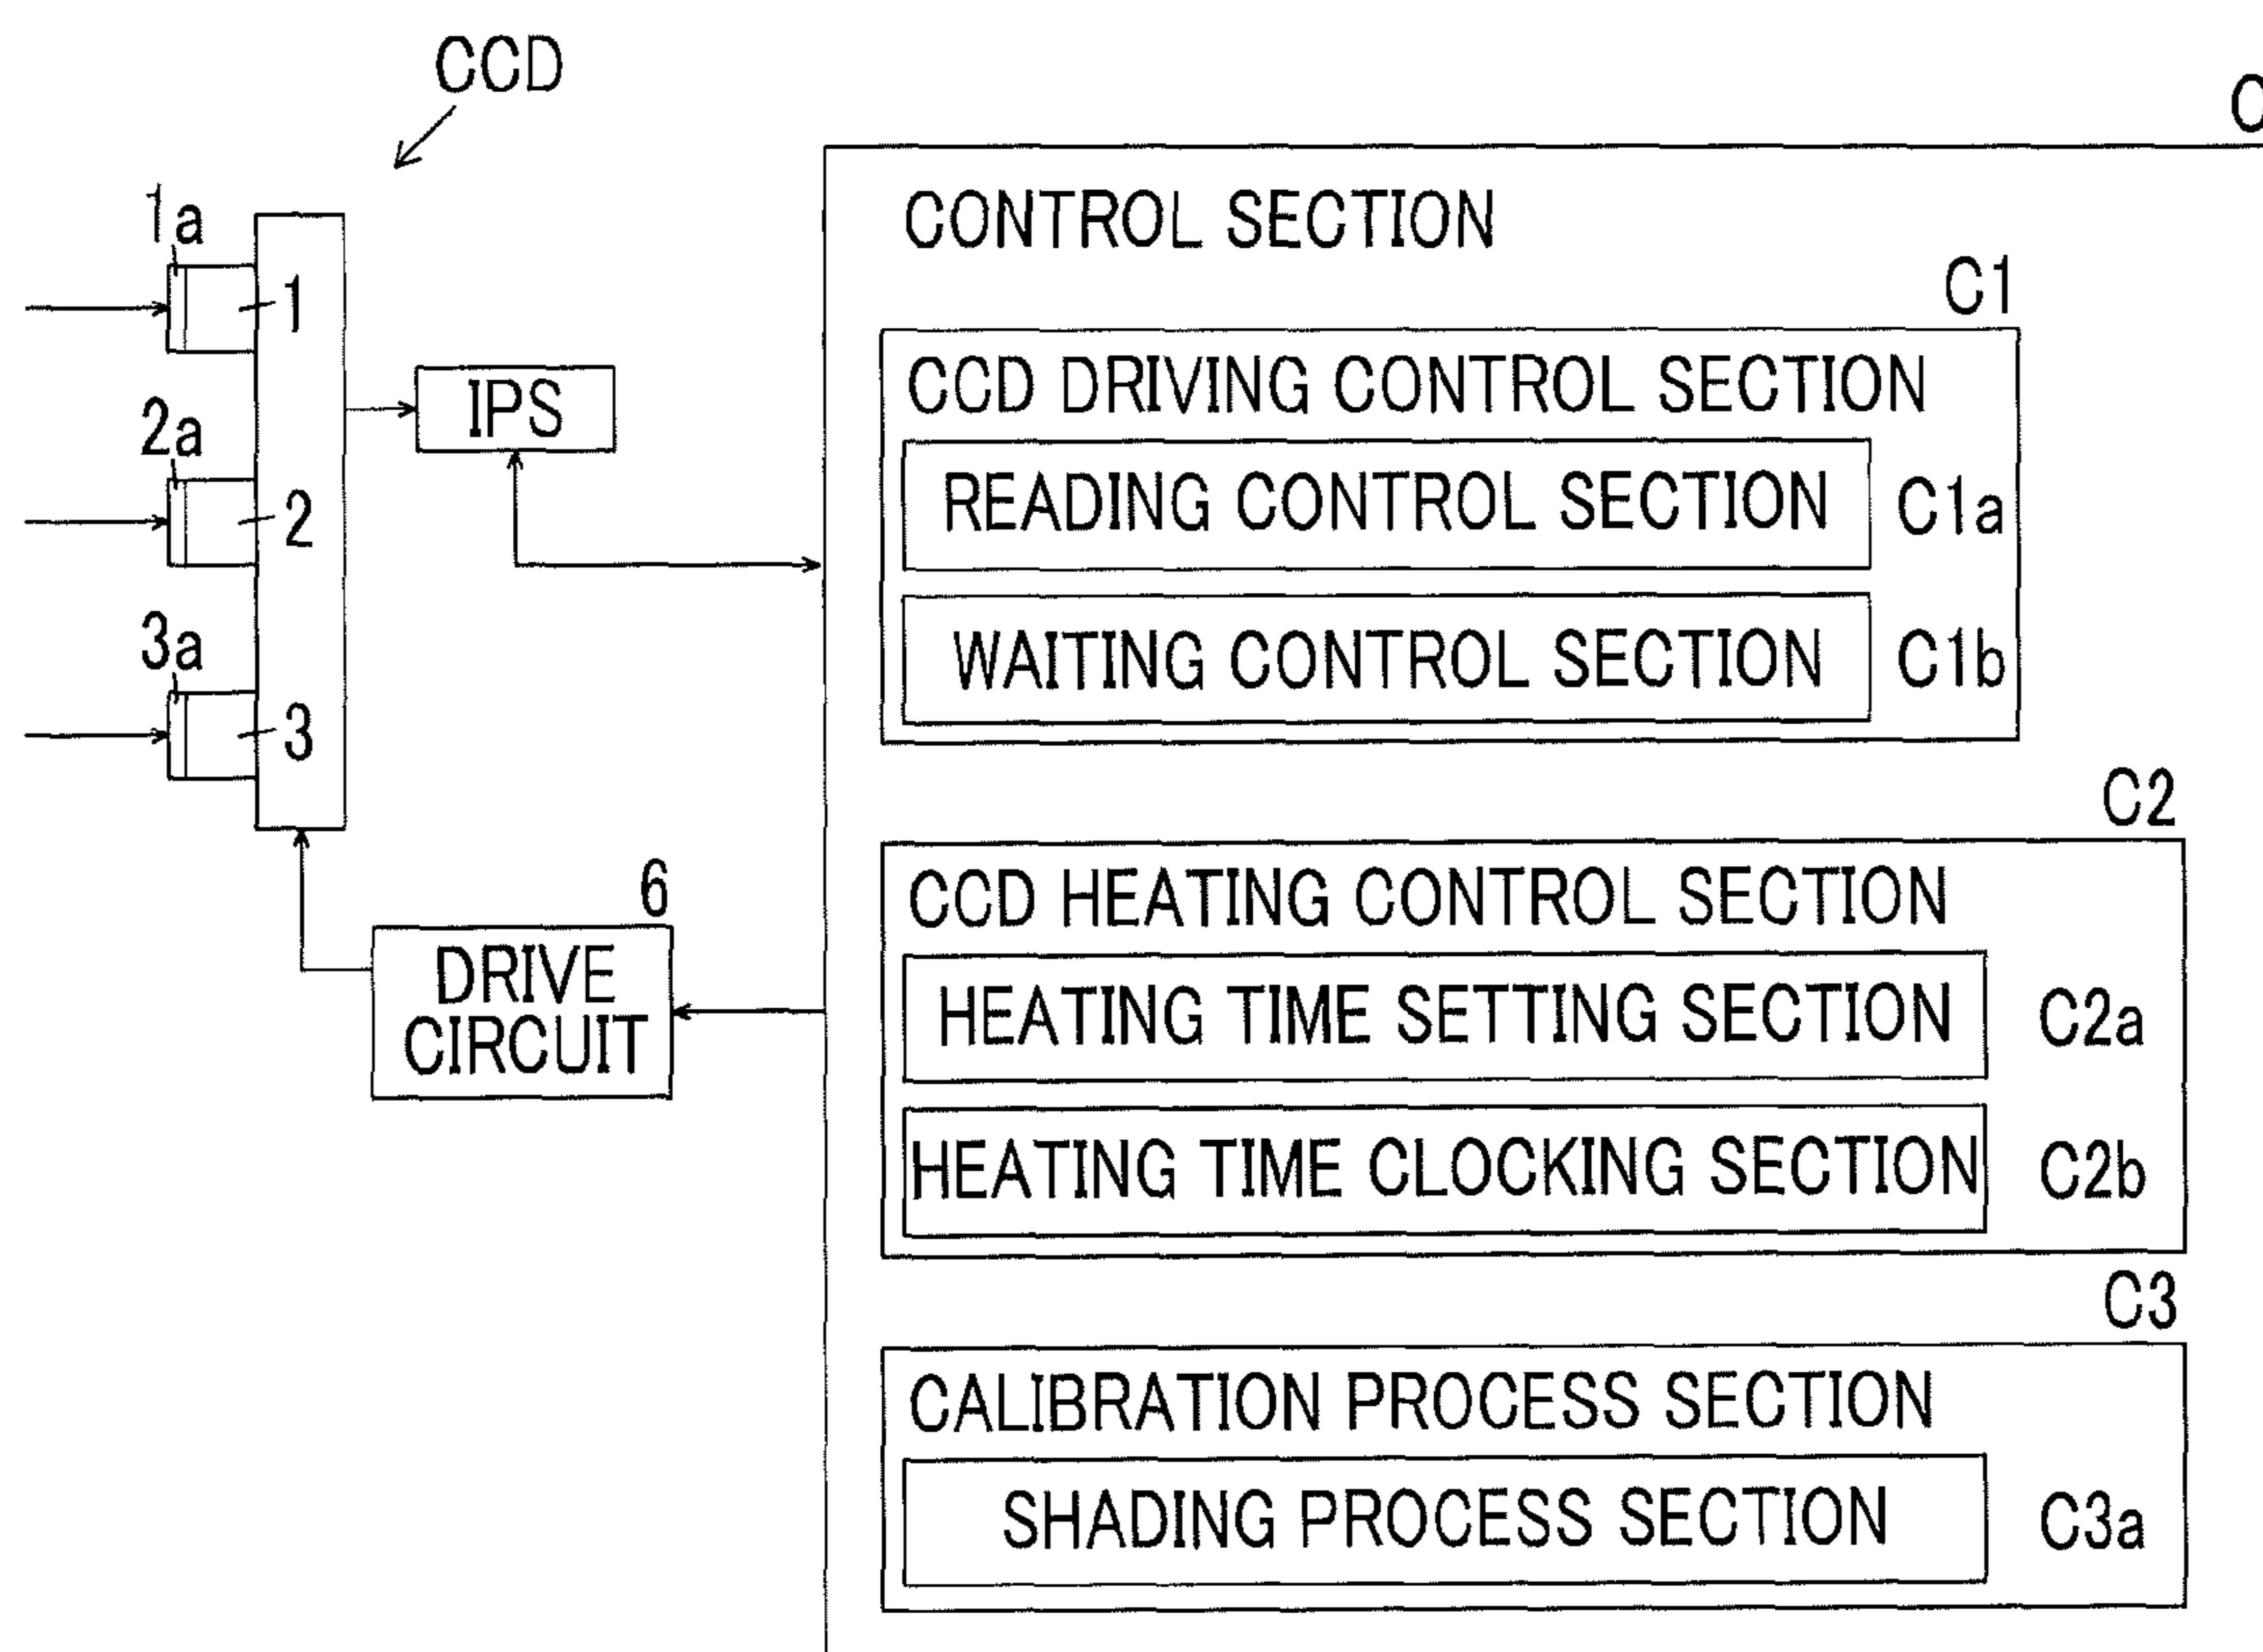 CCD
C
CONTROL SECTION
1a
1
C1
CCD DRIVING CONTROL SECTION
IPS
2a
2
READING CONTROL SECTION
C1a
3a
3
WAITING CONTROL SECTION
C1b
C2
6
CCD HEATING CONTROL SECTION
DRIVE
CIRCUIT
HEATING TIME SETTING SECTION
C2a
HEATING TIME CLOCKING SECTION
C2b
C3
CALIBRATION PROCESS SECTION
SHADING PROCESS SECTION
C3a